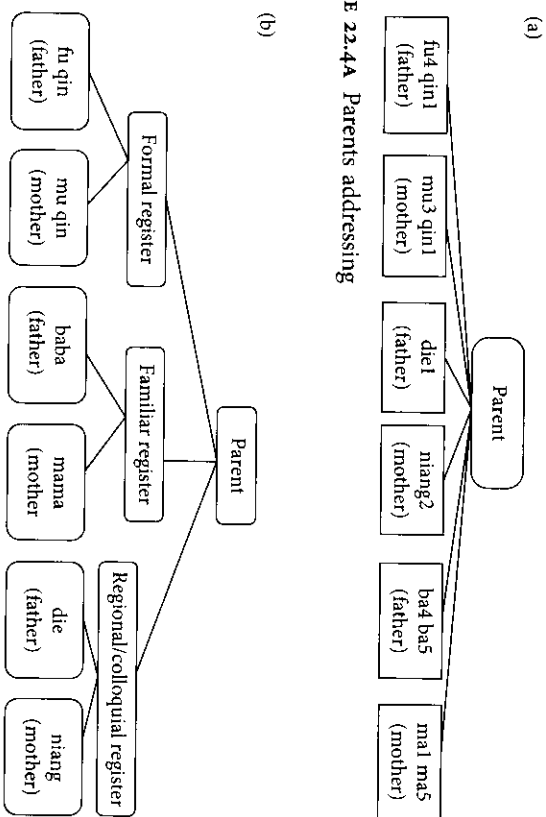 (a)
Parent
fu4 qin1
(father)
mu3 qin1
(mother)
die1
(father)
niang2
(mother)
ba4 ba5
(father)
ma1 ma5
(mother)
E 22.4A Parents addressing
(b)
Parent
Formal register
Familiar register
Regional/colloquial register
fu qin
(father)
mu qin
(mother)
baba
(father)
mama
(mother
die
(father)
niang
(mother)